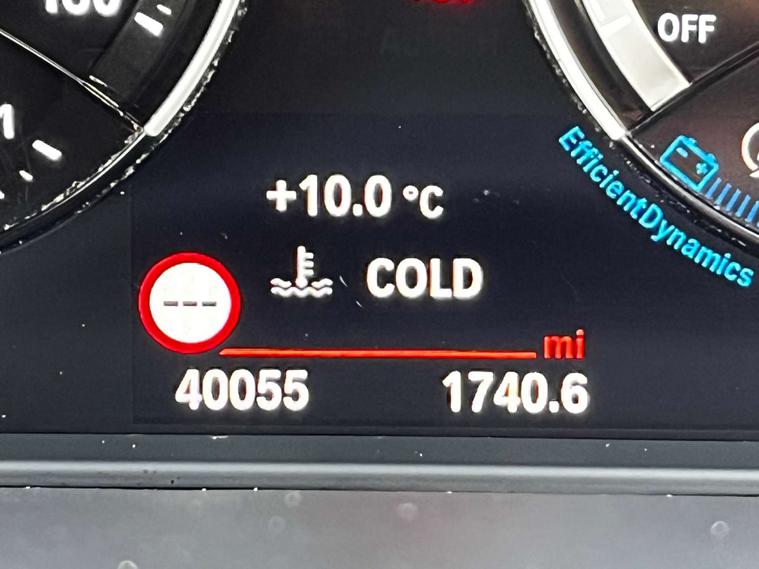 OFF
+10.0 °C
EfficientDynamics
COLD
---
mi
40055 1740.6